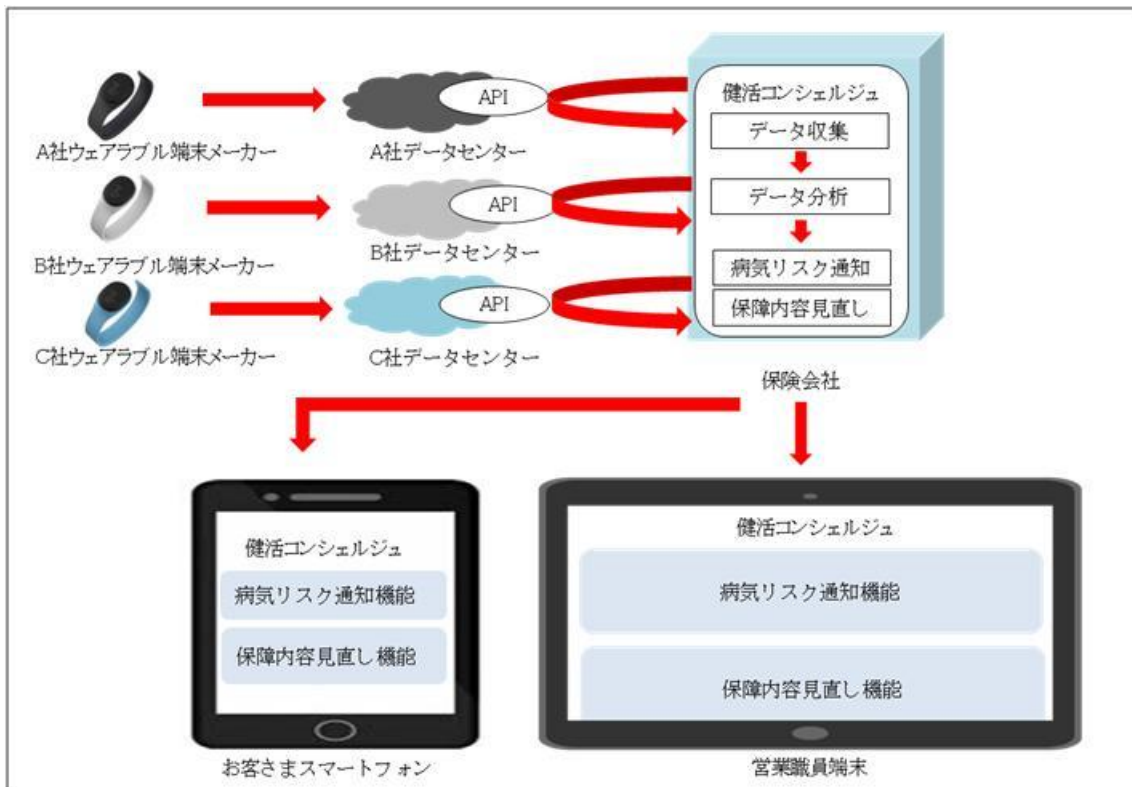 API
健活コンシェルジュ
データ収集
A社ウェアラブル端末メーカー
A社データセンター
API
データ分析
B社ウェアラブル端末メーカー
B社データセンター
病気リスク通知
API
保障内容見直し
C社ウェアラブル端末メーカー
C社データセンター
保険会社
健活コンシェルジュ
病気リスク通知機能
保障内容見直し機能
お客さまスマートフォン
健活コンシェルジュ
病気リスク通知機能
保障内容見直し機能
営業職員端末